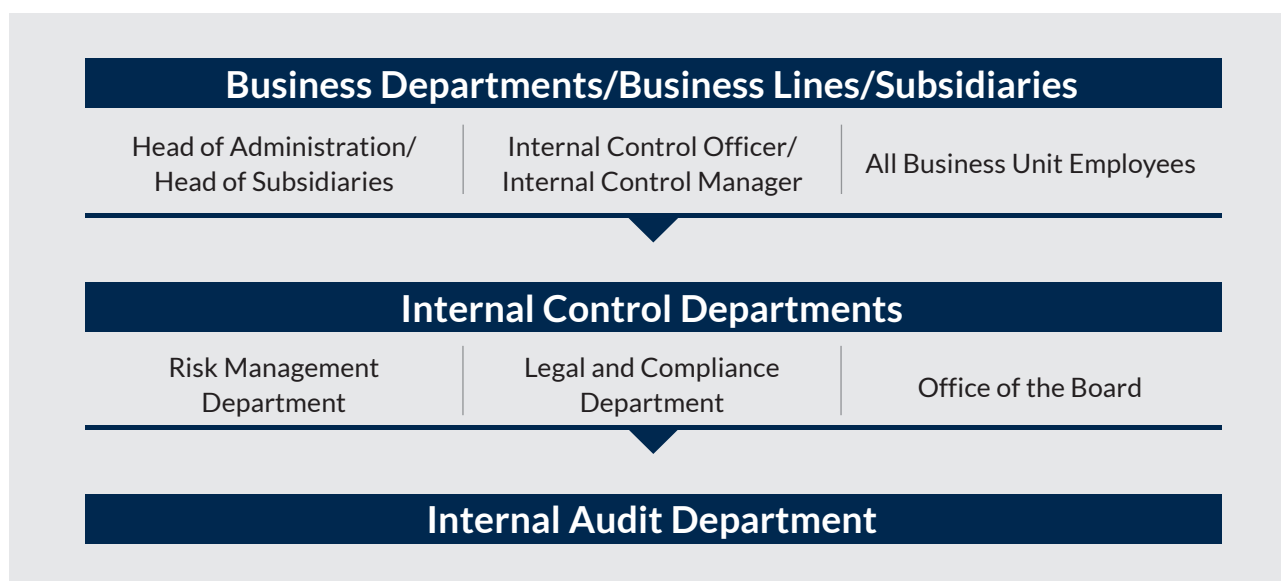 Business Departments/Business Lines/Subsidiaries
Head of Administration/
Head of Subsidiaries
Internal Control Officer/
Internal Control Manager
All Business Unit Employees
Internal Control Departments
Risk Management
Department
Legal and Compliance
Department
Office of the Board
Internal Audit Department